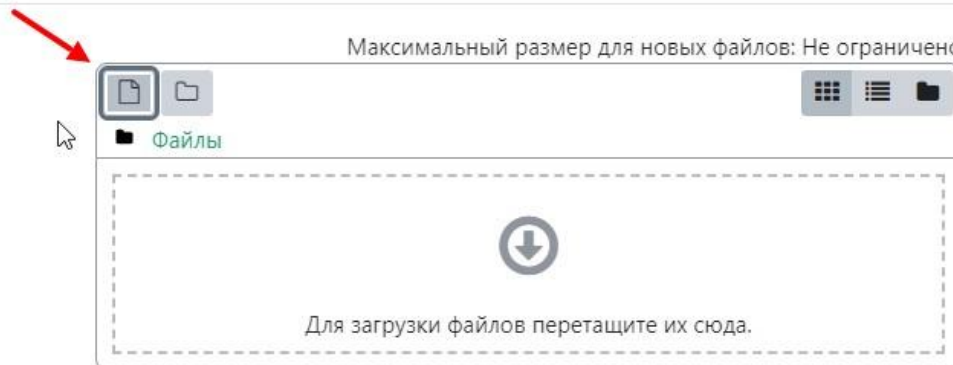 Максимальный размер для новых файлов: Не ограничено
Файлы
Для загрузки файлов перетащите их сюда.